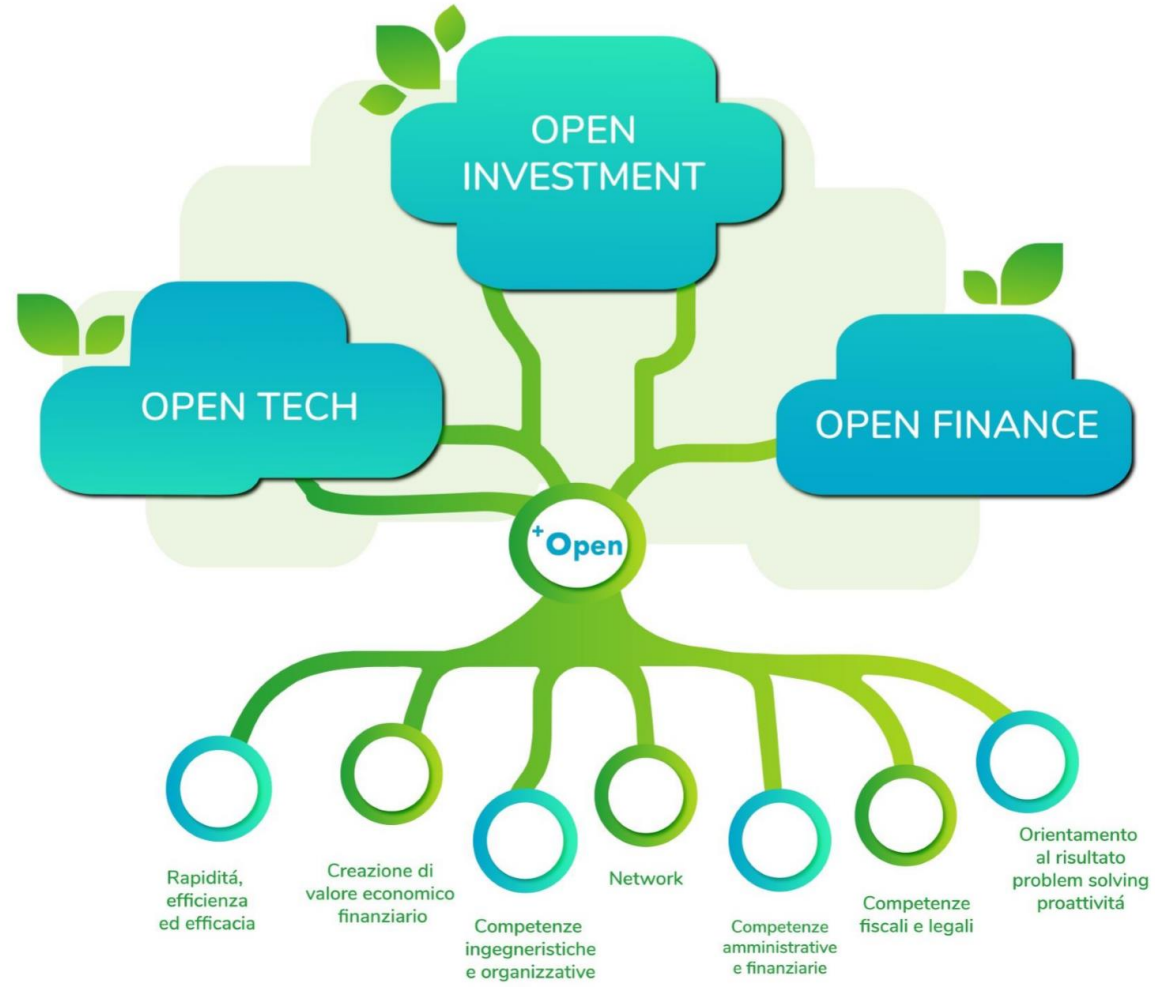 OPEN
INVESTMENT
OPEN TECH
OPEN FINANCE
+Open
Rapiditá,
efficienza
ed efficacia
Creazione di
valore economico
finanziario
Competenze
ingegneristiche
e organizzative
Network
Competenze
amministrative
e finanziarie
Competenze
fiscali e legali
Orientamento
al risultato
problem solving
proattivitá